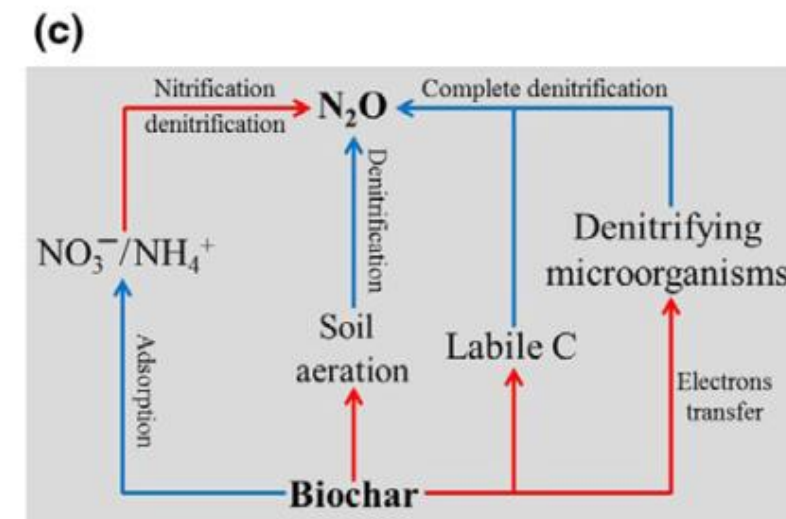 (c)
Nitrification
denitrification
N₂O
Complete denitrification
Denitrification
NO₃⁻/NH₄⁺
Denitrifying
microorganisms
Soil
aeration
Labile C
Adsorption
Electrons
transfer
Biochar